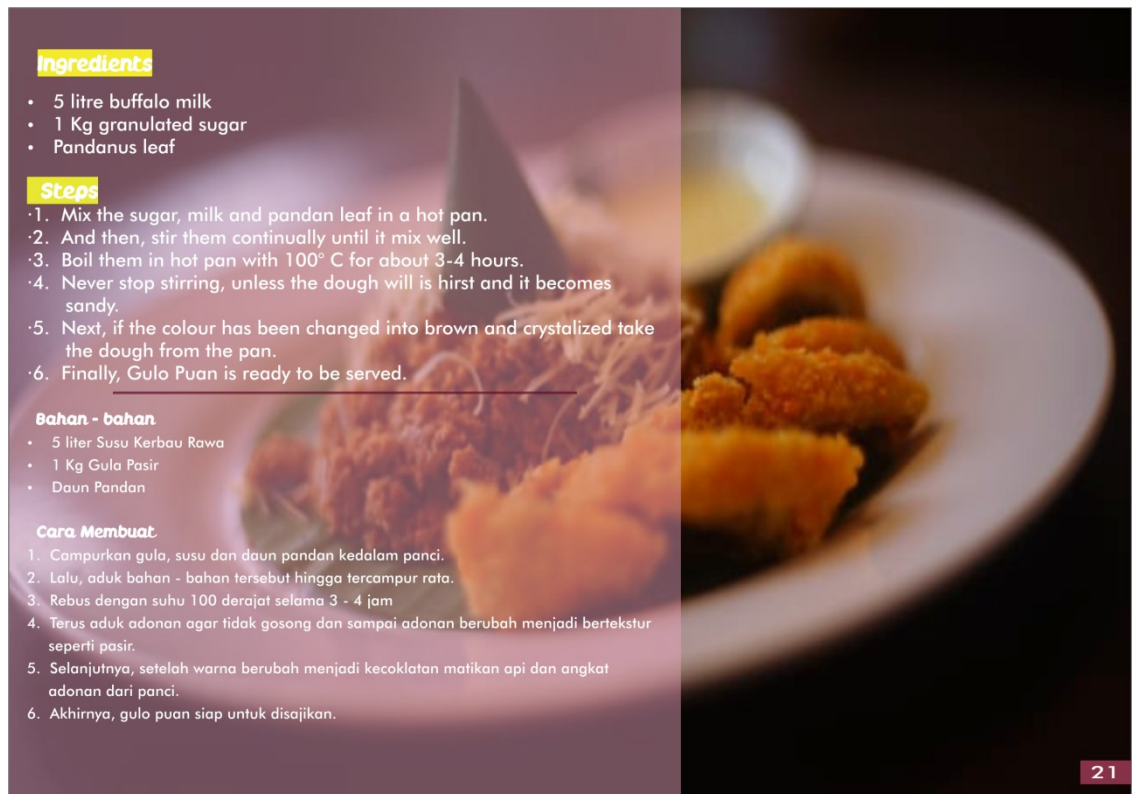 Ingredients
• 5 litre buffalo milk
• 1 Kg granulated sugar
• Pandanus leaf
Steps
·1. Mix the sugar, milk and pandan leaf in a hot pan.
·2. And then, stir them continually until it mix well.
·3. Boil them in hot pan with 100° C for about 3-4 hours.
·4. Never stop stirring, unless the dough will is hirst and it becomes
sandy.
·5. Next, if the colour has been changed into brown and crystalized take
the dough from the pan.
·6. Finally, Gulo Puan is ready to be served.
Bahan - bahan
• 5 liter Susu Kerbau Rawa
• 1 Kg Gula Pasir
• Daun Pandan
Cara Membuat
1. Campurkan gula, susu dan daun pandan kedalam panci.
2. Lalu, aduk bahan - bahan tersebut hingga tercampur rata.
3. Rebus dengan suhu 100 derajat selama 3 - 4 jam
4. Terus aduk adonan agar tidak gosong dan sampai adonan berubah menjadi bertekstur
seperti pasir.
5. Selanjutnya, setelah warna berubah menjadi kecoklatan matikan api dan angkat
adonan dari panci.
6. Akhirnya, gulo puan siap untuk disajikan.
21